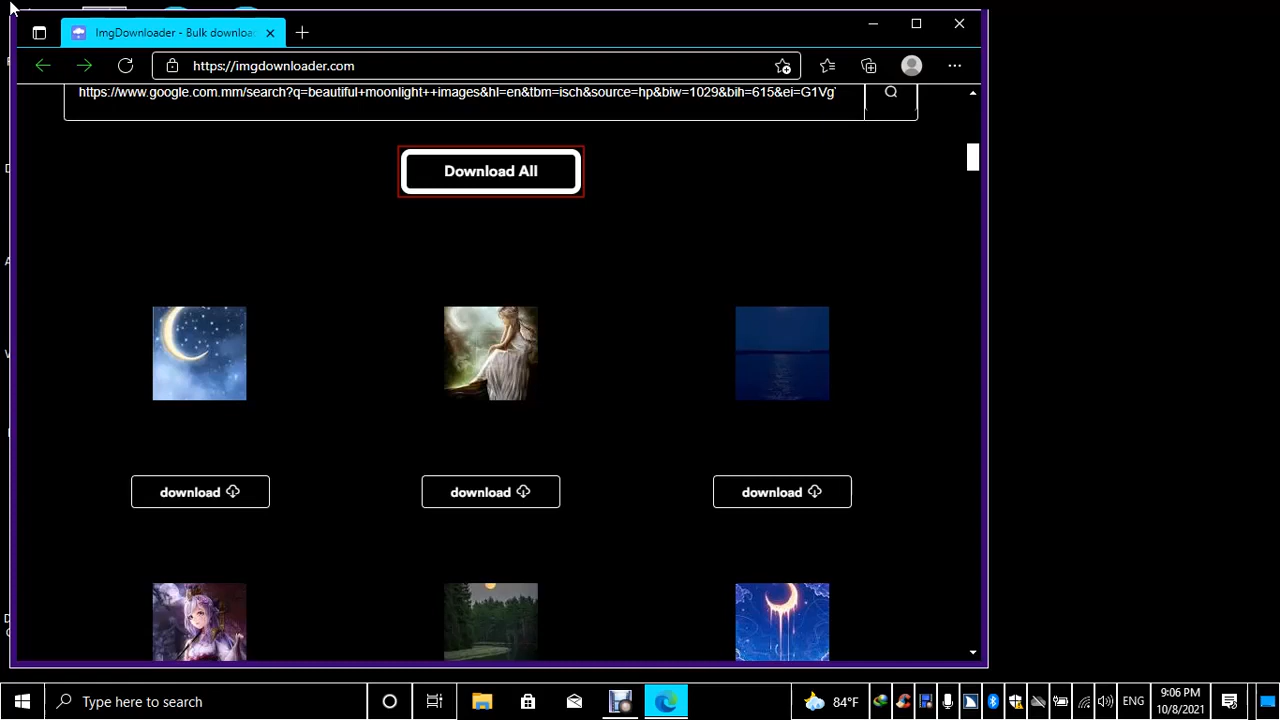 ImgDownloader - Bulk downloa
https://imgdownloader.com
https://www.google.com.mm/search?q=beautiful+moonlight++images&hl=en&tbm=isch&source=hp&biw=1029&bih=615&ei=G1Vg
Download All
download
download
download
Type here to search
84°F
ENG
9:06 PM
10/8/2021